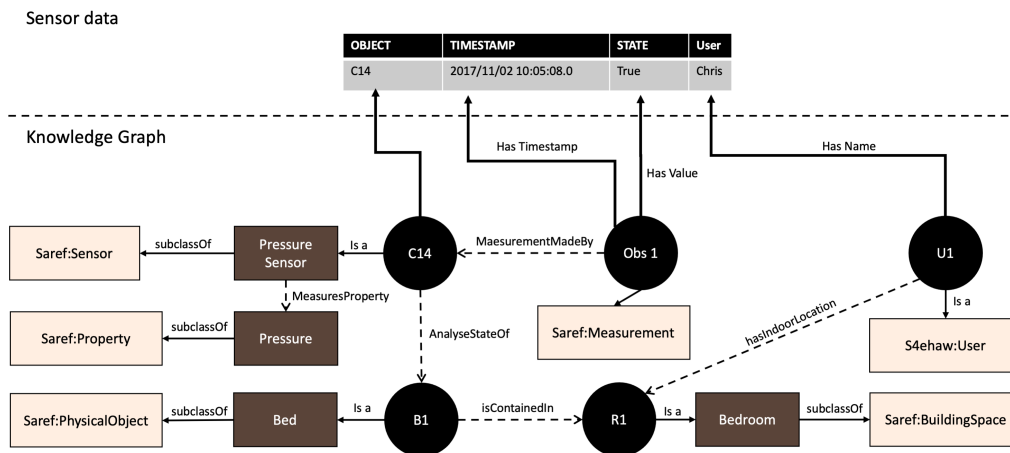 Sensor data
OBJECT TIMESTAMP STATE User
C14 2017/11/02 10:05:08.0 True Chris
Knowledge Graph
Has Timestamp
Has Name
Has Value
Saref:Sensor
subclassOf
Pressure
Sensor
Is a
C14
MaesurementMadeBy
Obs 1
U1
MeasuresProperty
Is a
Saref:Property
subclassOf
Pressure
AnalyseStateOf
Saref:Measurement
hasIndoorLocation
S4ehaw:User
Saref:PhysicalObject
subclassOf
Bed
Is a
B1
isContainedIn
R1
Is a
Bedroom
subclassOf
Saref:BuildingSpace